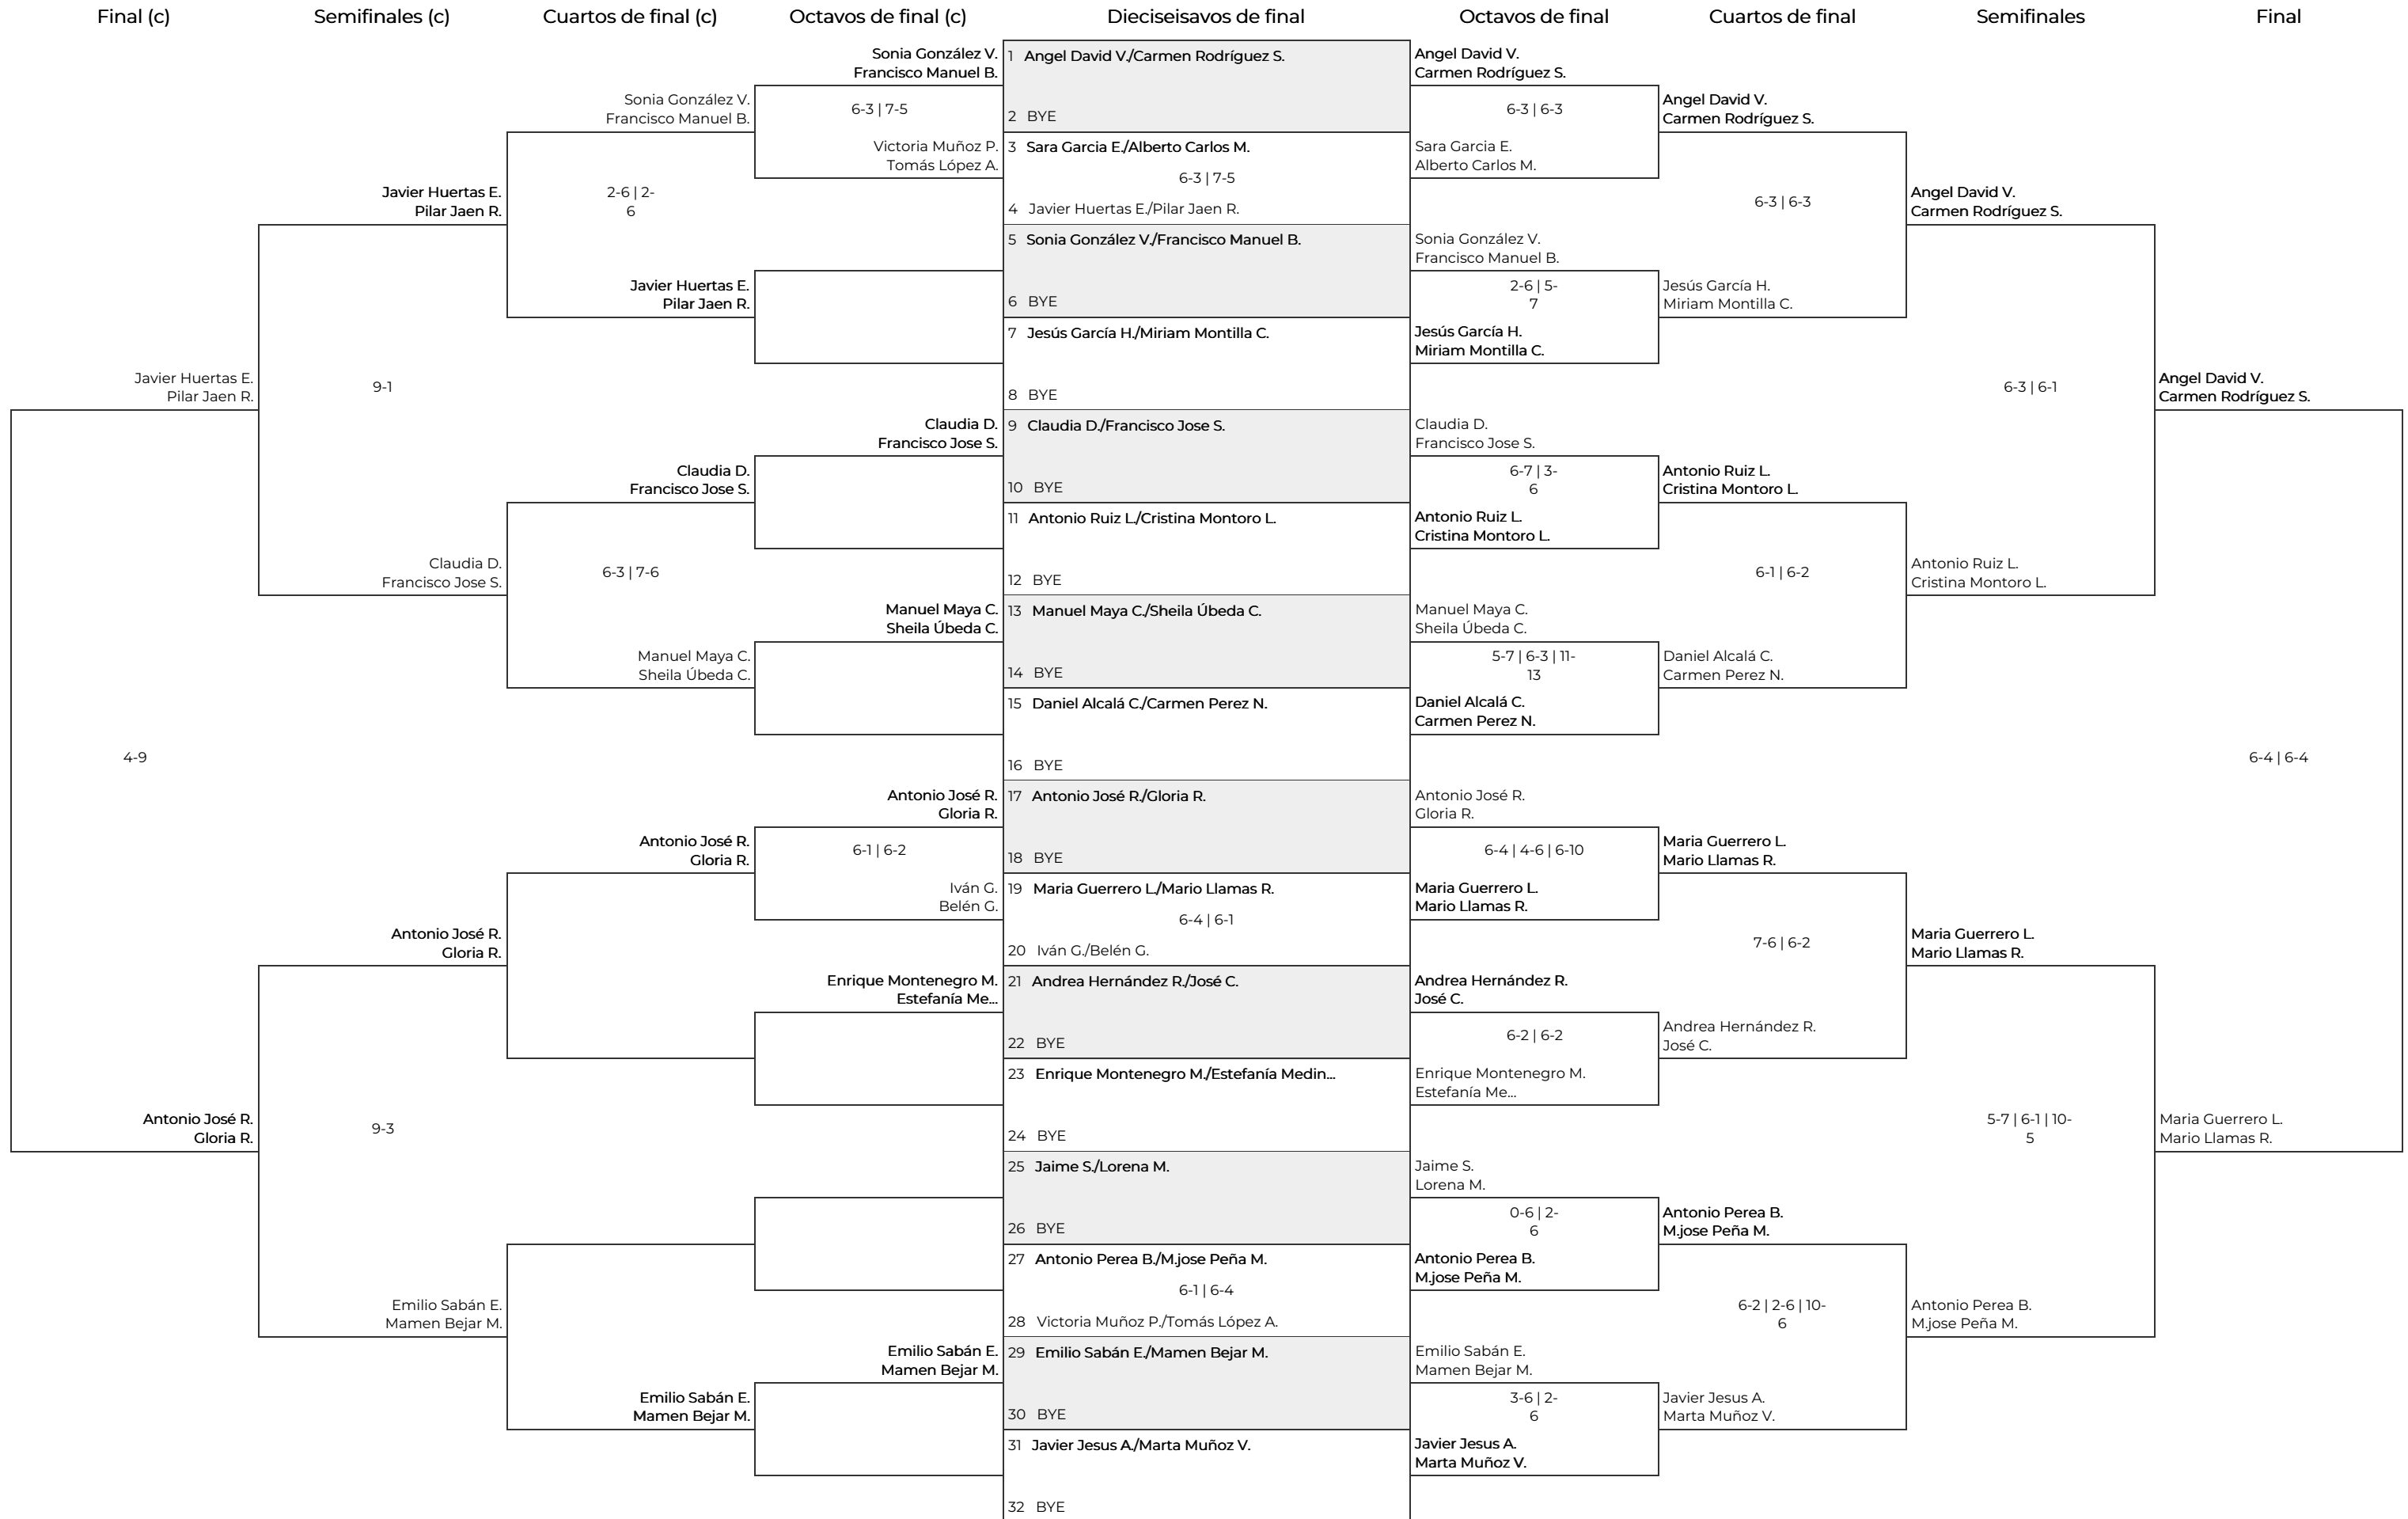 Final (c)
Semifinales (c)
Cuartos de final (c)
Octavos de final (c)
Dieciseisavos de final
Octavos de final
Cuartos de final
Semifinales
Final
Javier Huertas E.
Pilar Jaen R.
4-9
Antonio José R.
Gloria R.
Javier Huertas E.
Pilar Jaen R.
9-1
Claudia D.
Francisco Jose S.
Antonio José R.
Gloria R.
9-3
Emilio Sabán E.
Mamen Bejar M.
Sonia González V.
Francisco Manuel B.
2-6 | 2-
6
Javier Huertas E.
Pilar Jaen R.
Claudia D.
Francisco Jose S.
6-3 | 7-6
Manuel Maya C.
Sheila Úbeda C.
Antonio José R.
Gloria R.
Emilio Sabán E.
Mamen Bejar M.
Sonia González V.
Francisco Manuel B.
6-3 | 7-5
Victoria Muñoz P.
Tomás López A.
Claudia D.
Francisco Jose S.
Manuel Maya C.
Sheila Úbeda C.
Antonio José R.
Gloria R.
6-1 | 6-2
Iván G.
Belén G.
Enrique Montenegro M.
Estefanía Me...
Emilio Sabán E.
Mamen Bejar M.
1 Angel David V./Carmen Rodríguez S.
2 BYE
3 Sara Garcia E./Alberto Carlos M.
6-3 | 7-5
4 Javier Huertas E./Pilar Jaen R.
5 Sonia González V./Francisco Manuel B.
6 BYE
7 Jesús García H./Miriam Montilla C.
8 BYE
9 Claudia D./Francisco Jose S.
10 BYE
11 Antonio Ruiz L./Cristina Montoro L.
12 BYE
13 Manuel Maya C./Sheila Úbeda C.
14 BYE
15 Daniel Alcalá C./Carmen Perez N.
16 BYE
17 Antonio José R./Gloria R.
18 BYE
19 Maria Guerrero L./Mario Llamas R.
6-4 | 6-1
20 Iván G./Belén G.
21 Andrea Hernández R./José C.
22 BYE
23 Enrique Montenegro M./Estefanía Medin...
24 BYE
25 Jaime S./Lorena M.
26 BYE
27 Antonio Perea B./M.jose Peña M.
6-1 | 6-4
28 Victoria Muñoz P./Tomás López A.
29 Emilio Sabán E./Mamen Bejar M.
30 BYE
31 Javier Jesus A./Marta Muñoz V.
32 BYE
Angel David V.
Carmen Rodríguez S.
6-3 | 6-3
Sara Garcia E.
Alberto Carlos M.
Sonia González V.
Francisco Manuel B.
2-6 | 5-
7
Jesús García H.
Miriam Montilla C.
Claudia D.
Francisco Jose S.
6-7 | 3-
6
Antonio Ruiz L.
Cristina Montoro L.
Manuel Maya C.
Sheila Úbeda C.
5-7 | 6-3 | 11-
13
Daniel Alcalá C.
Carmen Perez N.
Antonio José R.
Gloria R.
6-4 | 4-6 | 6-10
Maria Guerrero L.
Mario Llamas R.
Andrea Hernández R.
José C.
6-2 | 6-2
Enrique Montenegro M.
Estefanía Me...
Jaime S.
Lorena M.
0-6 | 2-
6
Antonio Perea B.
M.jose Peña M.
Emilio Sabán E.
Mamen Bejar M.
3-6 | 2-
6
Javier Jesus A.
Marta Muñoz V.
Angel David V.
Carmen Rodríguez S.
6-3 | 6-3
Jesús García H.
Miriam Montilla C.
Antonio Ruiz L.
Cristina Montoro L.
6-1 | 6-2
Daniel Alcalá C.
Carmen Perez N.
Maria Guerrero L.
Mario Llamas R.
7-6 | 6-2
Andrea Hernández R.
José C.
Antonio Perea B.
M.jose Peña M.
6-2 | 2-6 | 10-
6
Javier Jesus A.
Marta Muñoz V.
Angel David V.
Carmen Rodríguez S.
6-3 | 6-1
Antonio Ruiz L.
Cristina Montoro L.
Maria Guerrero L.
Mario Llamas R.
5-7 | 6-1 | 10-
5
Antonio Perea B.
M.jose Peña M.
Angel David V.
Carmen Rodríguez S.
6-4 | 6-4
Maria Guerrero L.
Mario Llamas R.